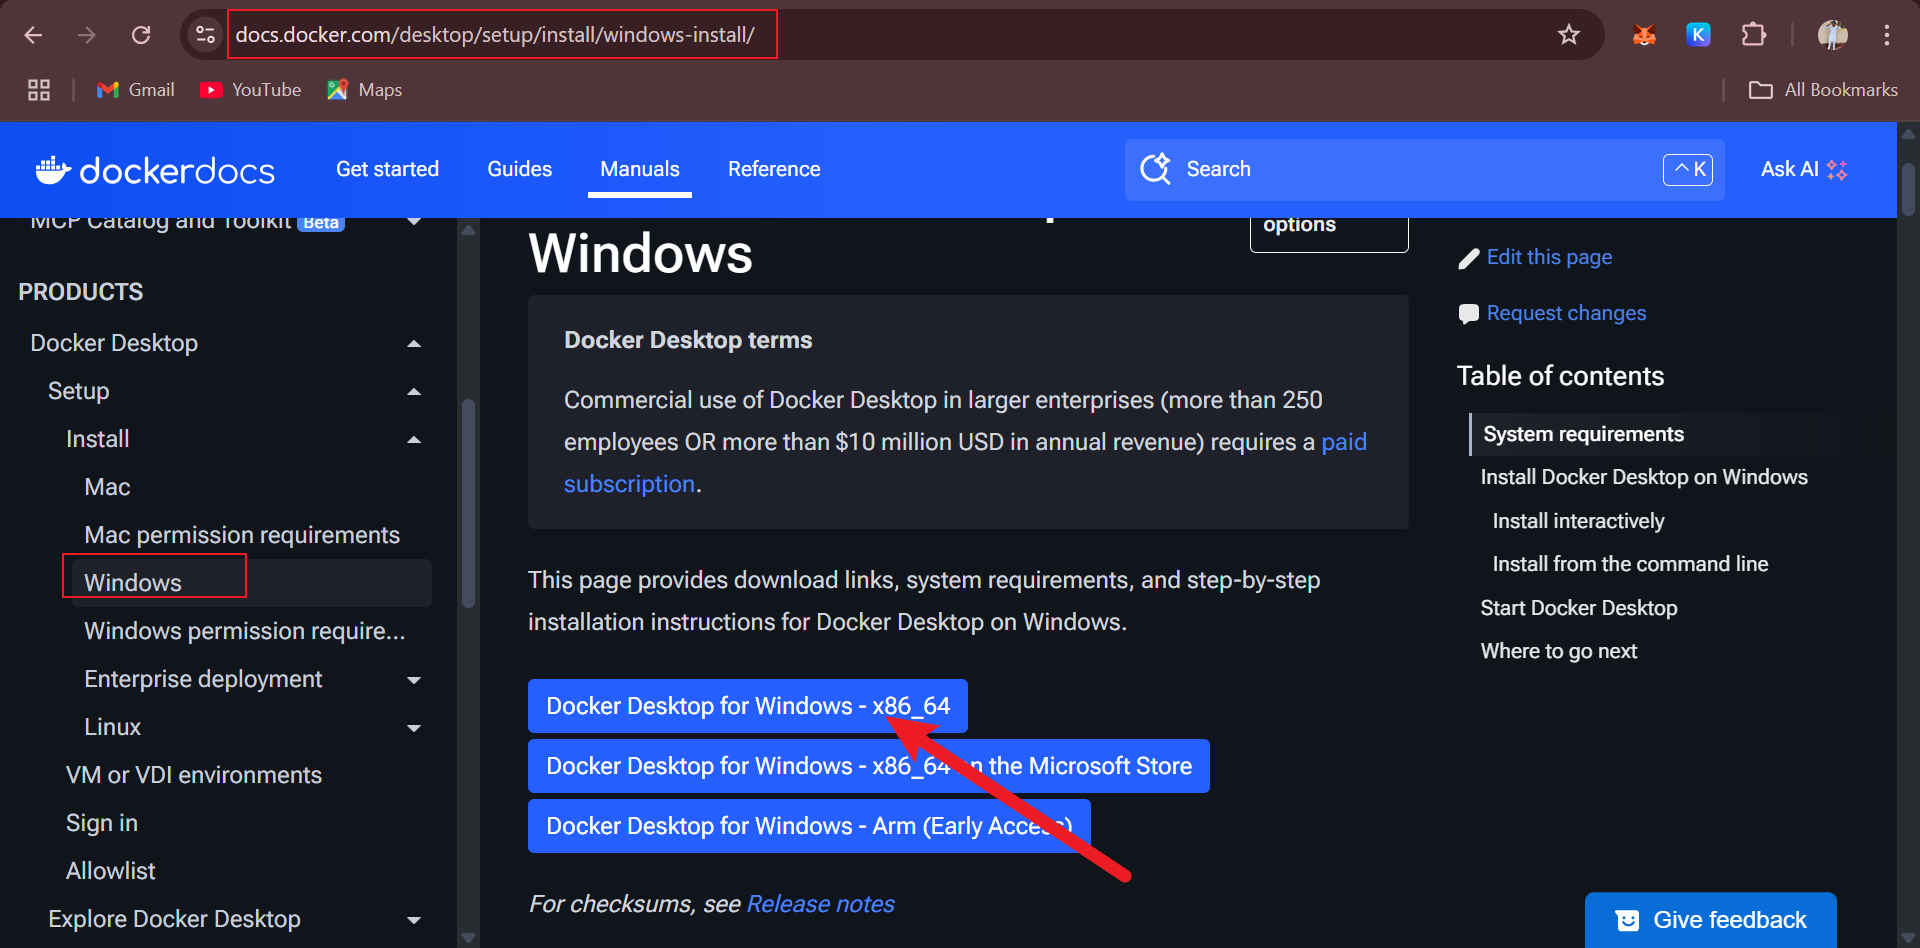 docs.docker.com/desktop/setup/install/windows-install/
Gmail
YouTube
Maps
All Bookmarks
dockerdocs
Get started
Guides
Manuals
Reference
Search
^ K
Ask AI
MCP Catalog and Toolkit Beta
PRODUCTS
Docker Desktop
Setup
Install
Mac
Mac permission requirements
Windows
Windows permission require...
Enterprise deployment
Linux
VM or VDI environments
Sign in
Allowlist
Explore Docker Desktop
Windows
options
Docker Desktop terms
Commercial use of Docker Desktop in larger enterprises (more than 250
employees OR more than $10 million USD in annual revenue) requires a paid
subscription.
This page provides download links, system requirements, and step-by-step
installation instructions for Docker Desktop on Windows.
Docker Desktop for Windows - x86_64
Docker Desktop for Windows - x86_64 on the Microsoft Store
Docker Desktop for Windows - Arm (Early Access)
For checksums, see Release notes
Edit this page
Request changes
Table of contents
System requirements
Install Docker Desktop on Windows
Install interactively
Install from the command line
Start Docker Desktop
Where to go next
Give feedback